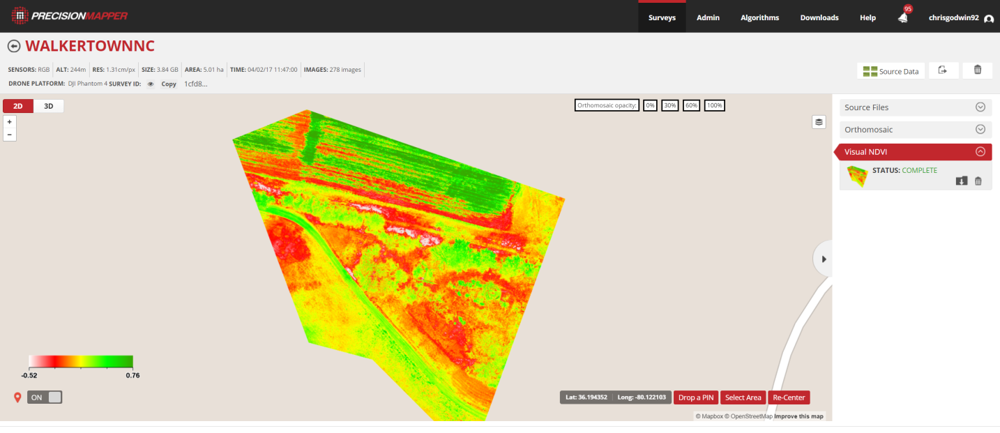 PRECISIONMAPPER
Surveys Admin Algorithms Downloads Help 95 chrisgodwin92
WALKERTOWNNC
SENSORS: RGB ALT: 244m RES: 1.31cm/px SIZE: 3.84 GB AREA: 5.01 ha TIME: 04/02/17 11:47:00 IMAGES: 278 images
DRONE PLATFORM: DJI Phantom 4 SURVEY ID: Copy 1cfd8...
Source Data
2D 3D
+
−
Orthomosaic opacity: 0% 30% 60% 100%
Source Files
Orthomosaic
Visual NDVI
STATUS: COMPLETE
-0.52 0.76
ON
Lat: 36.194352 Long: -80.122103 Drop a PIN Select Area Re-Center
© Mapbox © OpenStreetMap Improve this map